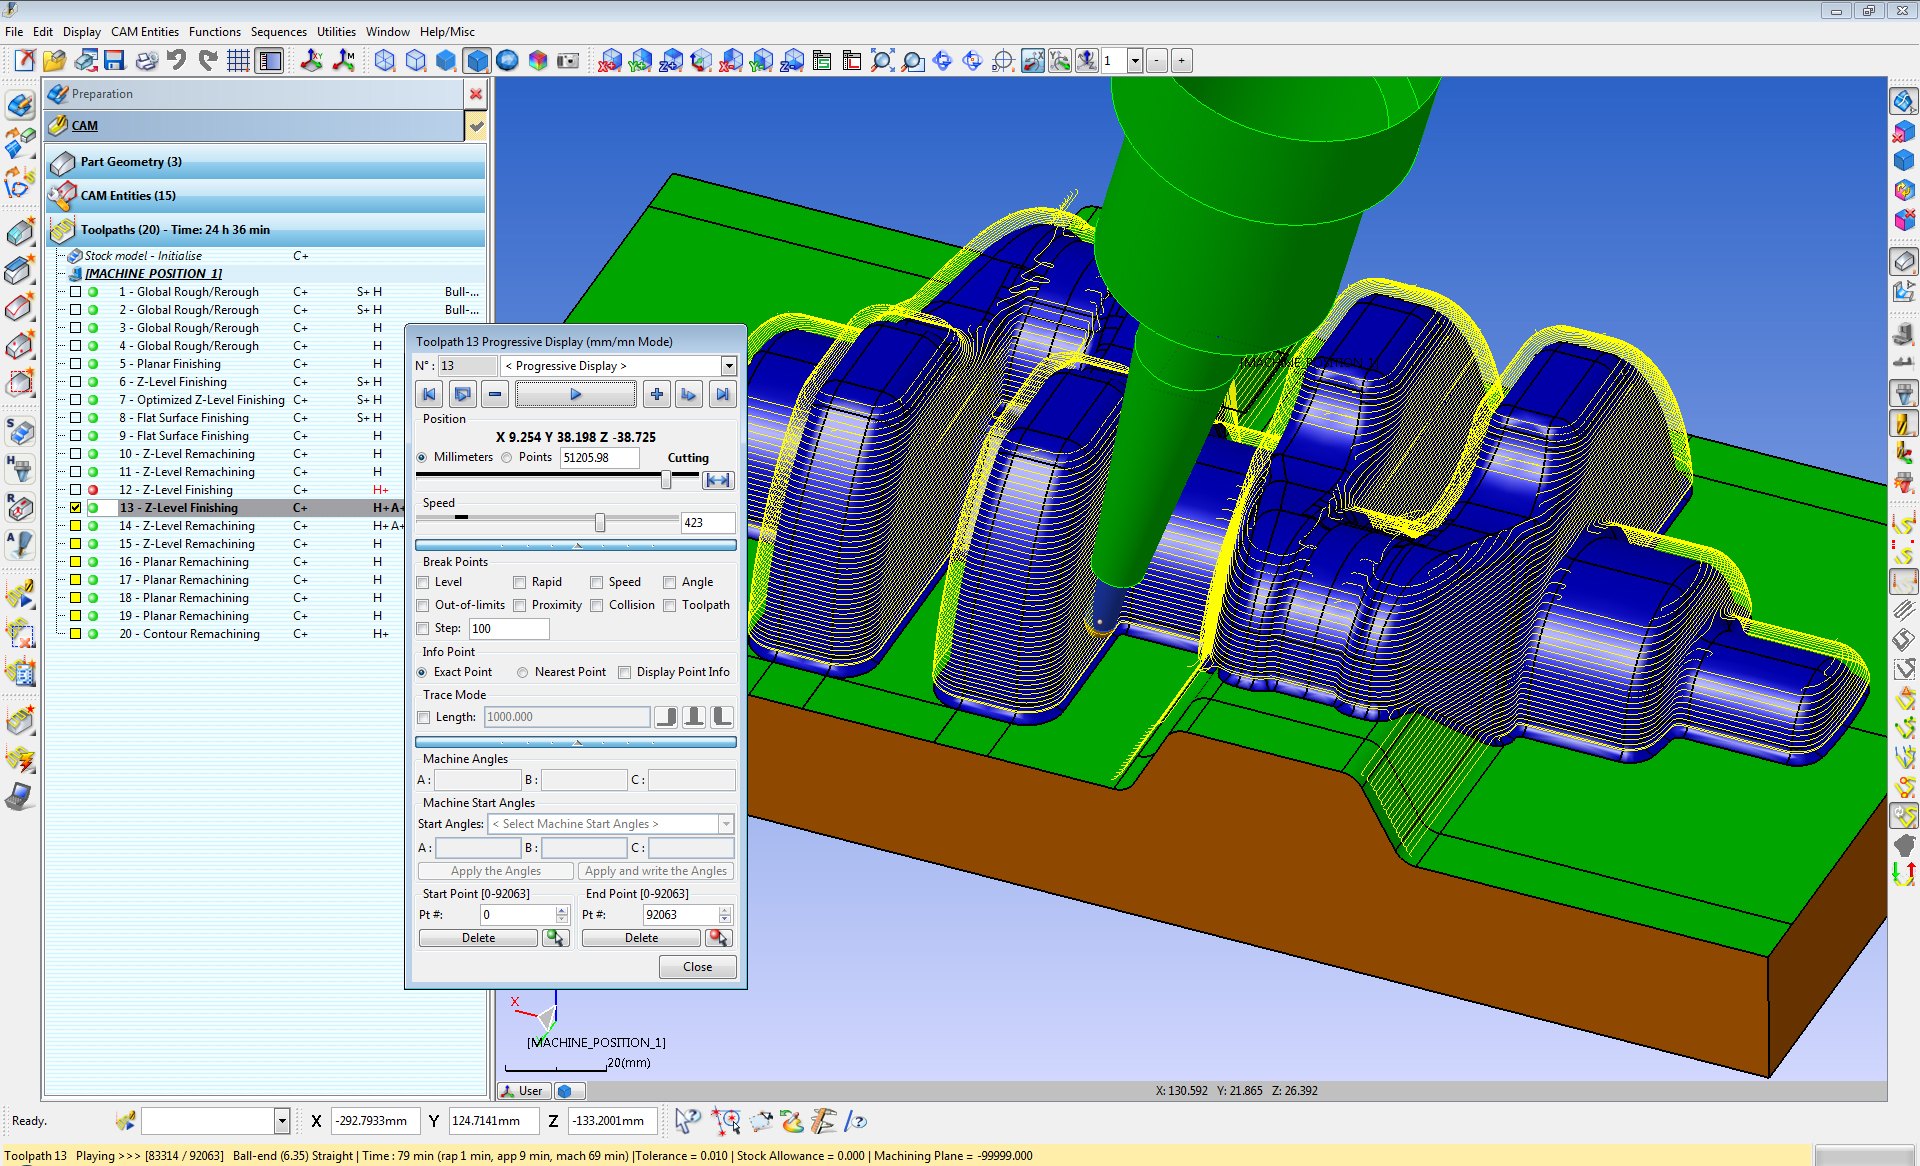 File Edit Display CAM Entities Functions Sequences Utilities Window Help/Misc
1
Preparation
CAM
Part Geometry (3)
CAM Entities (15)
Toolpaths (20) - Time: 24 h 36 min
Stock model - Initialise C+
[MACHINE_POSITION_1]
1 - Global Rough/Rerough C+ S+ H Bull-...
2 - Global Rough/Rerough C+ S+ H Bull-...
3 - Global Rough/Rerough C+ H
4 - Global Rough/Rerough C+ H
5 - Planar Finishing C+ H
6 - Z-Level Finishing C+ S+ H
7 - Optimized Z-Level Finishing C+ S+ H
8 - Flat Surface Finishing C+ S+ H
9 - Flat Surface Finishing C+ H
10 - Z-Level Remachining C+ H
11 - Z-Level Remachining C+ H
12 - Z-Level Finishing C+ H+
13 - Z-Level Finishing C+ H+ A+
14 - Z-Level Remachining C+ H+ A+
15 - Z-Level Remachining C+ H
16 - Planar Remachining C+ H
17 - Planar Remachining C+ H
18 - Planar Remachining C+ H
19 - Planar Remachining C+ H
20 - Contour Remachining C+ H+
Toolpath 13 Progressive Display (mm/mn Mode)
N° : 13 < Progressive Display >
Position
X 9.254 Y 38.198 Z -38.725
Millimeters Points 51205.98 Cutting
Speed
423
Break Points
Level Rapid Speed Angle
Out-of-limits Proximity Collision Toolpath
Step: 100
Info Point
Exact Point Nearest Point Display Point Info
Trace Mode
Length: 1000.000
Machine Angles
A : B : C :
Machine Start Angles
Start Angles: < Select Machine Start Angles >
A : B : C :
Apply the Angles Apply and write the Angles
Start Point [0-92063] End Point [0-92063]
Pt #: 0 Pt #: 92063
Delete Delete
Close
X
[MACHINE_POSITION_1]
20(mm)
User X: 130.592 Y: 21.865 Z: 26.392
Ready. X -292.7933mm Y 124.7141mm Z -133.2001mm
Toolpath 13 Playing >>> [83314 / 92063] Ball-end (6.35) Straight | Time : 79 min (rap 1 min, app 9 min, mach 69 min) |Tolerance = 0.010 | Stock Allowance = 0.000 | Machining Plane = -99999.000